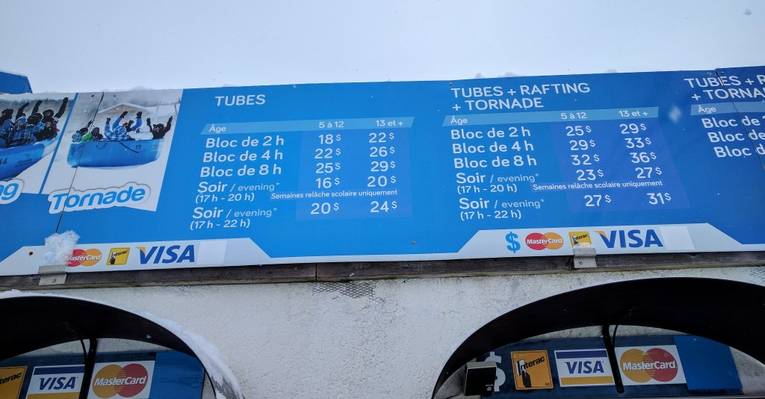 TUBES
Âge 5 à 12 13 et +
Bloc de 2 h 18$ 22$
Bloc de 4 h 22$ 26$
Bloc de 8 h 25$ 29$
Soir / evening* 16$ 20$
(17 h - 20 h) Semaines relâche scolaire uniquement
Soir / evening* 20$ 24$
(17 h - 22 h)
TUBES + RAFTING
+ TORNADE
Âge 5 à 12 13 et +
Bloc de 2 h 25$ 29$
Bloc de 4 h 29$ 33$
Bloc de 8 h 32$ 36$
Soir / evening* 23$ 27$
(17 h - 20 h) Semaines relâche scolaire uniquement
Soir / evening* 27$ 31$
(17 h - 22 h)
TUBES + R
+ TORNADE
Âge
Bloc de 2
Bloc de
Bloc de
ng
Tornade
MasterCard VISA
$ MasterCard VISA
VISA MasterCard
$ Interac VISA MasterCard